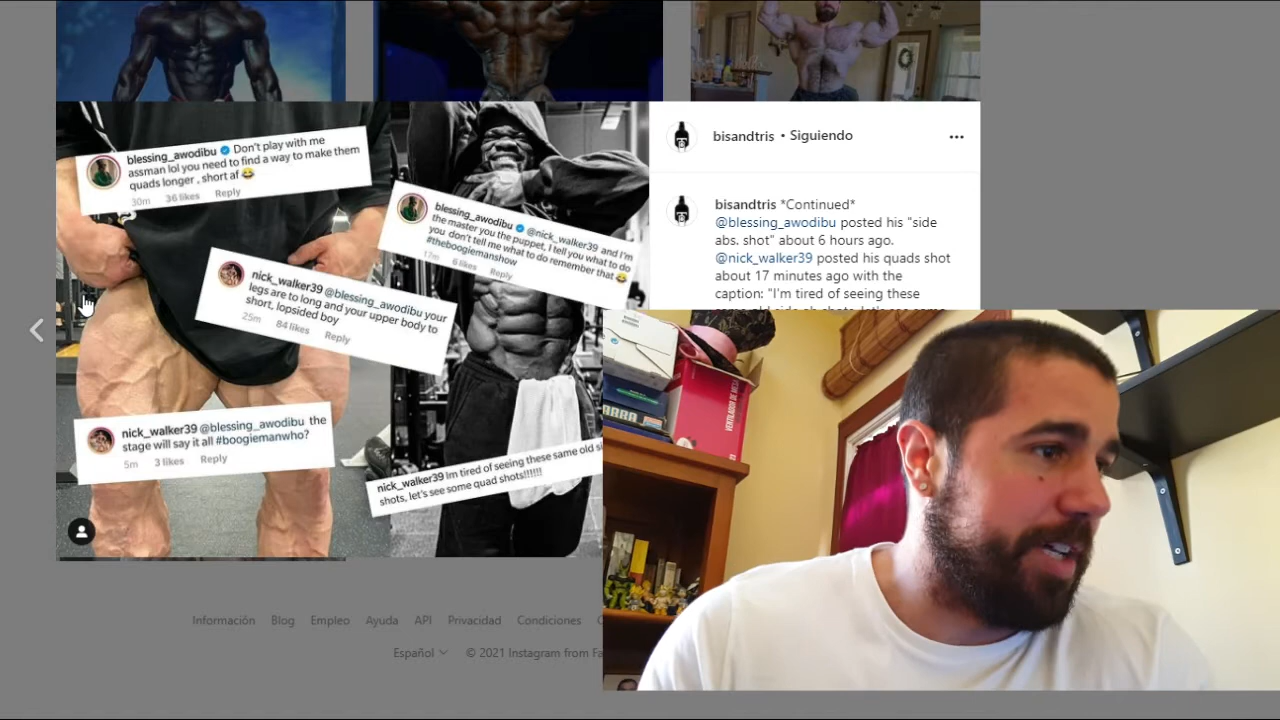 blessing_awodibu Don't play with me
assman lol you need to find a way to make them
quads longer , short af 😂
30m 36 likes Reply
blessing_awodibu @nick_walker39 and I'm
the master you the puppet, I tell you what to do
you don't tell me what to do remember that 😂
#theboogiemanshow
17m 6 likes Reply
nick_walker39 @blessing_awodibu your
legs are to long and your upper body to
short, lopsided boy
25m 84 likes Reply
nick_walker39 @blessing_awodibu the
stage will say it all #boogiemanwho?
5m 3 likes Reply
nick_walker39 Im tired of seeing these same old
shots, let's see some quad shots!!!!!!
bisandtris • Siguiendo
bisandtris *Continued*
@blessing_awodibu posted his "side
abs. shot" about 6 hours ago.
@nick_walker39 posted his quads shot
about 17 minutes ago with the
caption: "I'm tired of seeing these
VENTILADOR DE MESA
Información Blog Empleo Ayuda API Privacidad Condiciones
Español © 2021 Instagram from